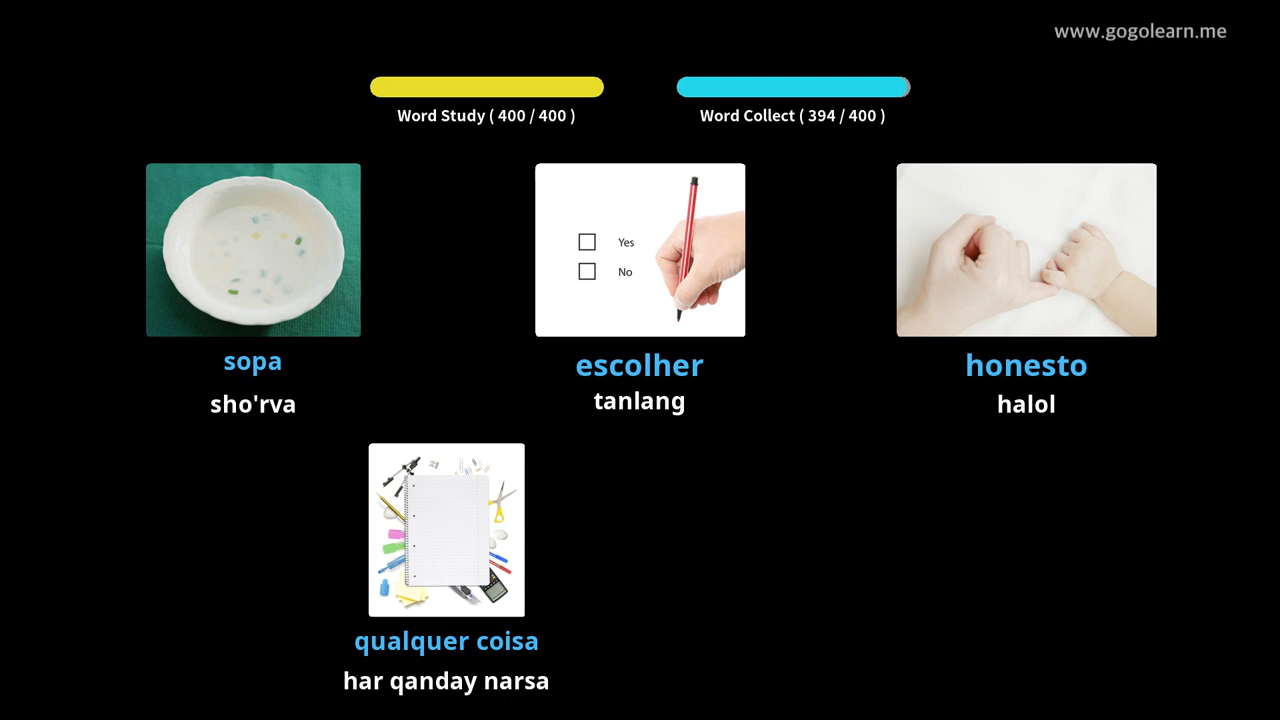 www.gogolearn.me
Word Study ( 400 / 400 )
Word Collect ( 394 / 400 )
Yes
No
sopa
sho'rva
escolher
tanlang
honesto
halol
qualquer coisa
har qanday narsa